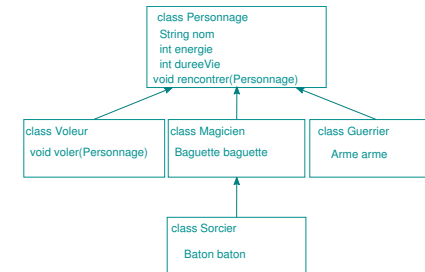 class Personnage
String nom
int energie
int dureeVie
void rencontrer(Personnage)
class Voleur
void voler(Personnage)
class Magicien
Baguette baguette
class Guerrier
Arme arme
class Sorcier
Baton baton